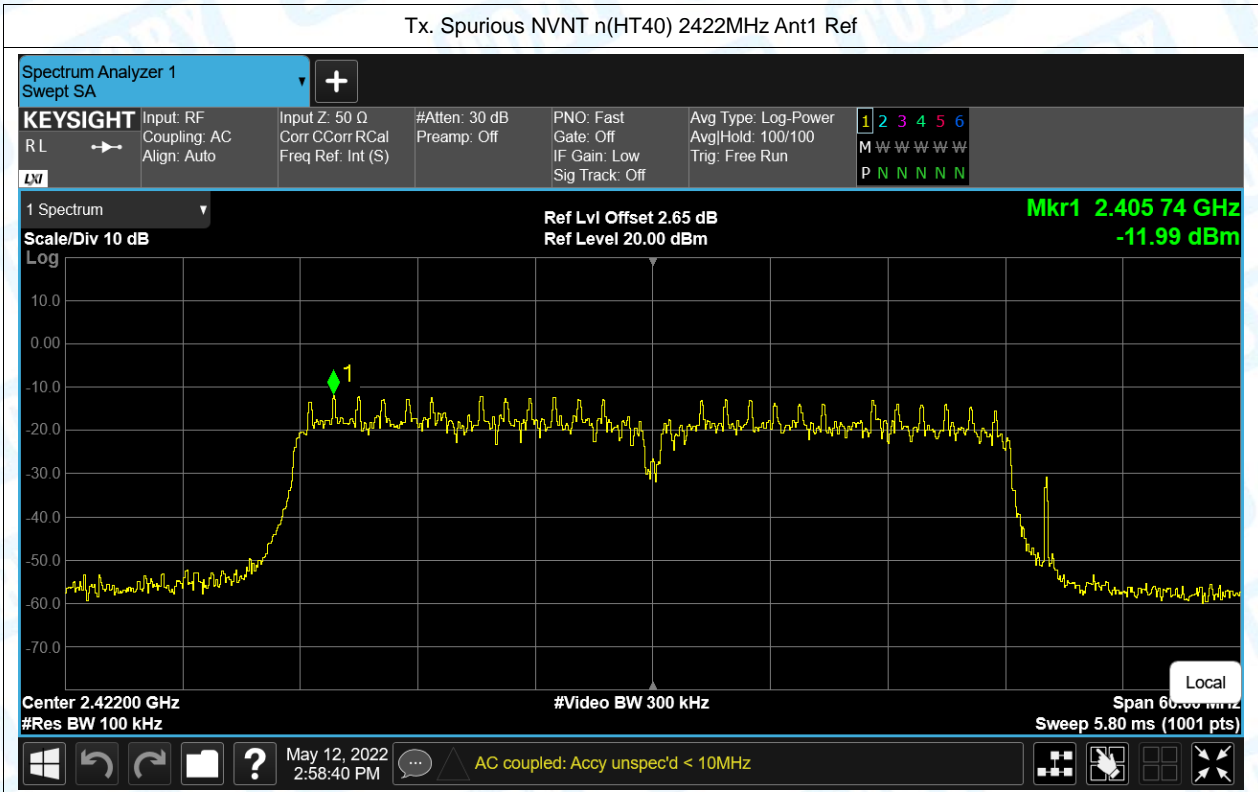 Tx. Spurious NVNT n(HT40) 2422MHz Ant1 Ref
Spectrum Analyzer 1
Swept SA
KEYSIGHT
R L
LXI
Input: RF
Coupling: AC
Align: Auto
Input Z: 50 Ω
Corr CCorr RCal
Freq Ref: Int (S)
#Atten: 30 dB
Preamp: Off
PNO: Fast
Gate: Off
IF Gain: Low
Sig Track: Off
Avg Type: Log-Power
Avg|Hold: 100/100
Trig: Free Run
1 2 3 4 5 6
M W W W W W
P N N N N N
1 Spectrum
Scale/Div 10 dB
Log
Ref Lvl Offset 2.65 dB
Ref Level 20.00 dBm
Mkr1 2.405 74 GHz
-11.99 dBm
10.0
0.00
-10.0
-20.0
-30.0
-40.0
-50.0
-60.0
-70.0
1
Local
Center 2.42200 GHz
#Video BW 300 kHz
Span 60.00 MHz
#Res BW 100 kHz
Sweep 5.80 ms (1001 pts)
?
May 12, 2022
2:58:40 PM
AC coupled: Accy unspec'd < 10MHz